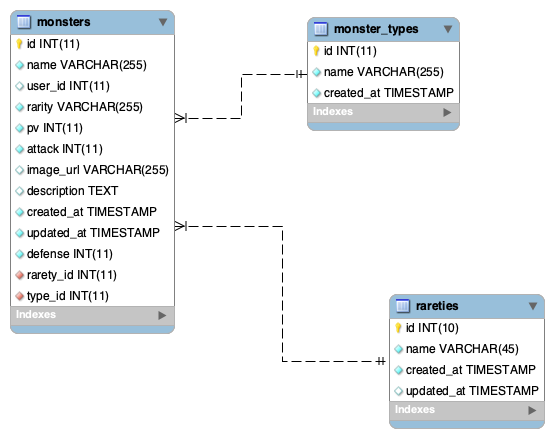 monsters
id INT(11)
name VARCHAR(255)
user_id INT(11)
rarity VARCHAR(255)
pv INT(11)
attack INT(11)
image_url VARCHAR(255)
description TEXT
created_at TIMESTAMP
updated_at TIMESTAMP
defense INT(11)
rarety_id INT(11)
type_id INT(11)
Indexes
monster_types
id INT(11)
name VARCHAR(255)
created_at TIMESTAMP
Indexes
rareties
id INT(10)
name VARCHAR(45)
created_at TIMESTAMP
updated_at TIMESTAMP
Indexes